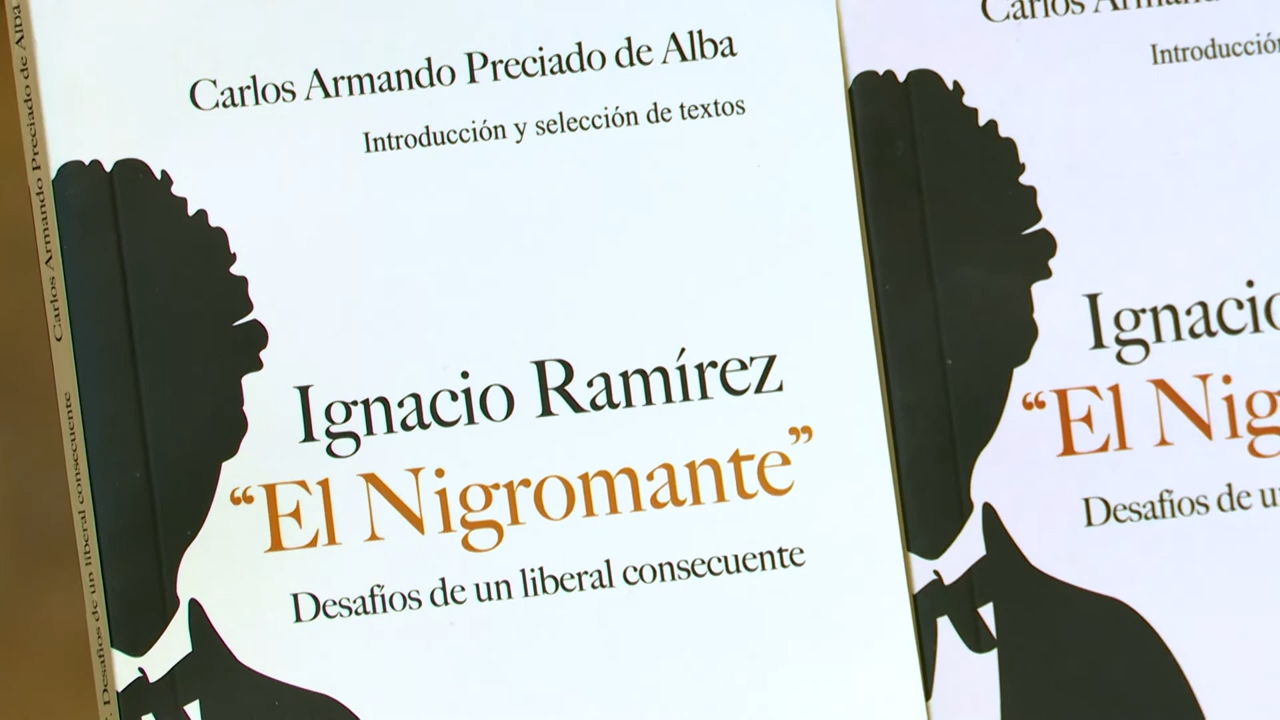 Carlos Armando Preciado de Alba
Introducción y selección de textos
Ignacio Ramírez
“El Nigromante”
Desafíos de un liberal consecuente
Carlos Armando Preciado de Alba
Desafíos de un liberal consecuente
Carlos
Introducción
Ignacio
“El Nig
Desafíos de u